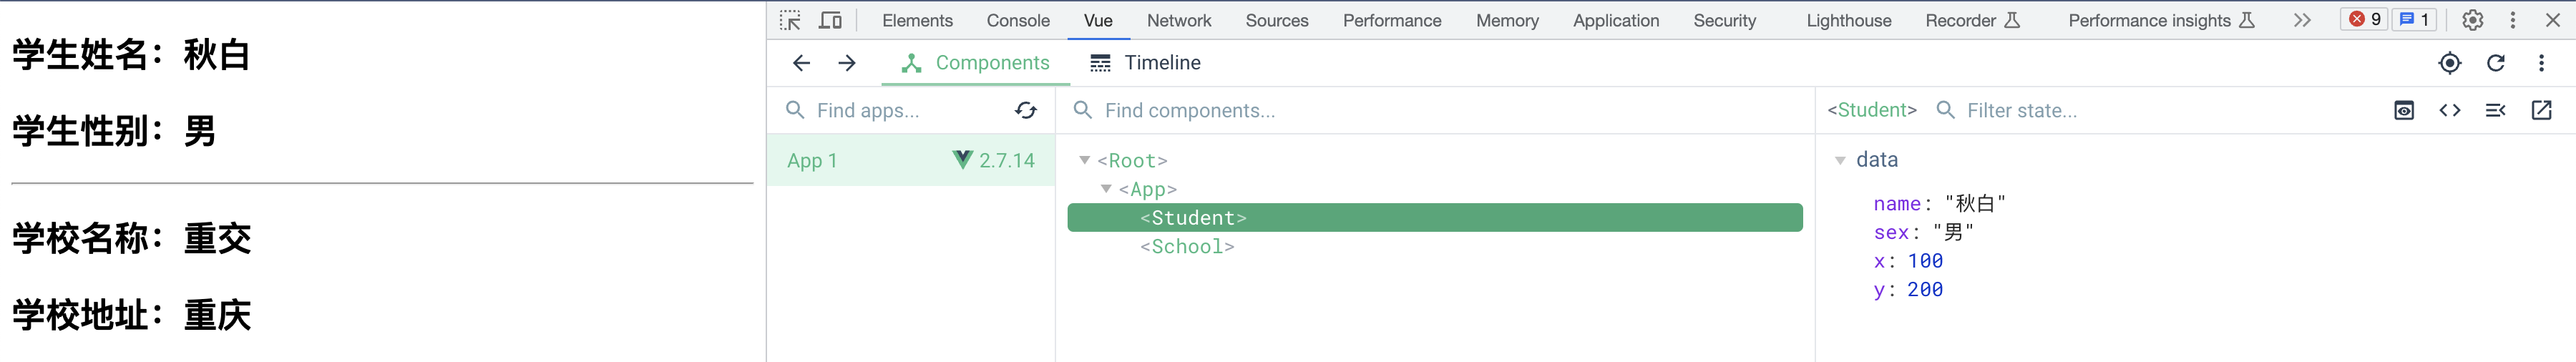 学生姓名：秋白
学生性别：男
学校名称：重交
学校地址：重庆
Elements Console Vue Network Sources Performance Memory Application Security Lighthouse Recorder Performance insights 9 1
Components Timeline
Find apps...
Find components...
<Student> Filter state...
App 1 2.7.14
<Root>
<App>
<Student>
<School>
data
name: "秋白"
sex: "男"
x: 100
y: 200